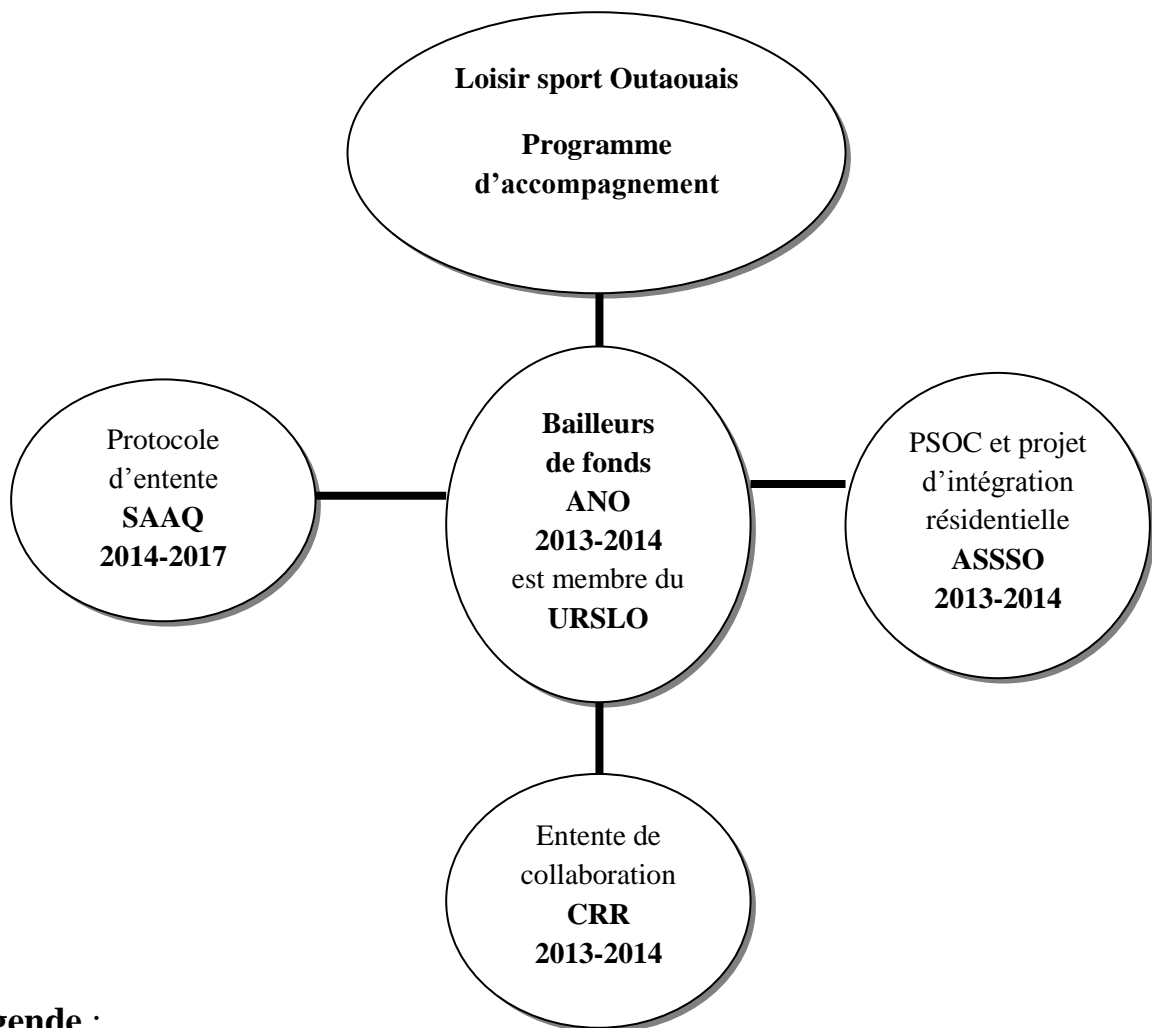 Loisir sport Outaouais
Programme
d’accompagnement
Protocole
d’entente
SAAQ
2014-2017
Bailleurs
de fonds
ANO
2013-2014
est membre du
URSLO
PSOC et projet
d’intégration
résidentielle
ASSSO
2013-2014
Entente de
collaboration
CRR
2013-2014
gende :